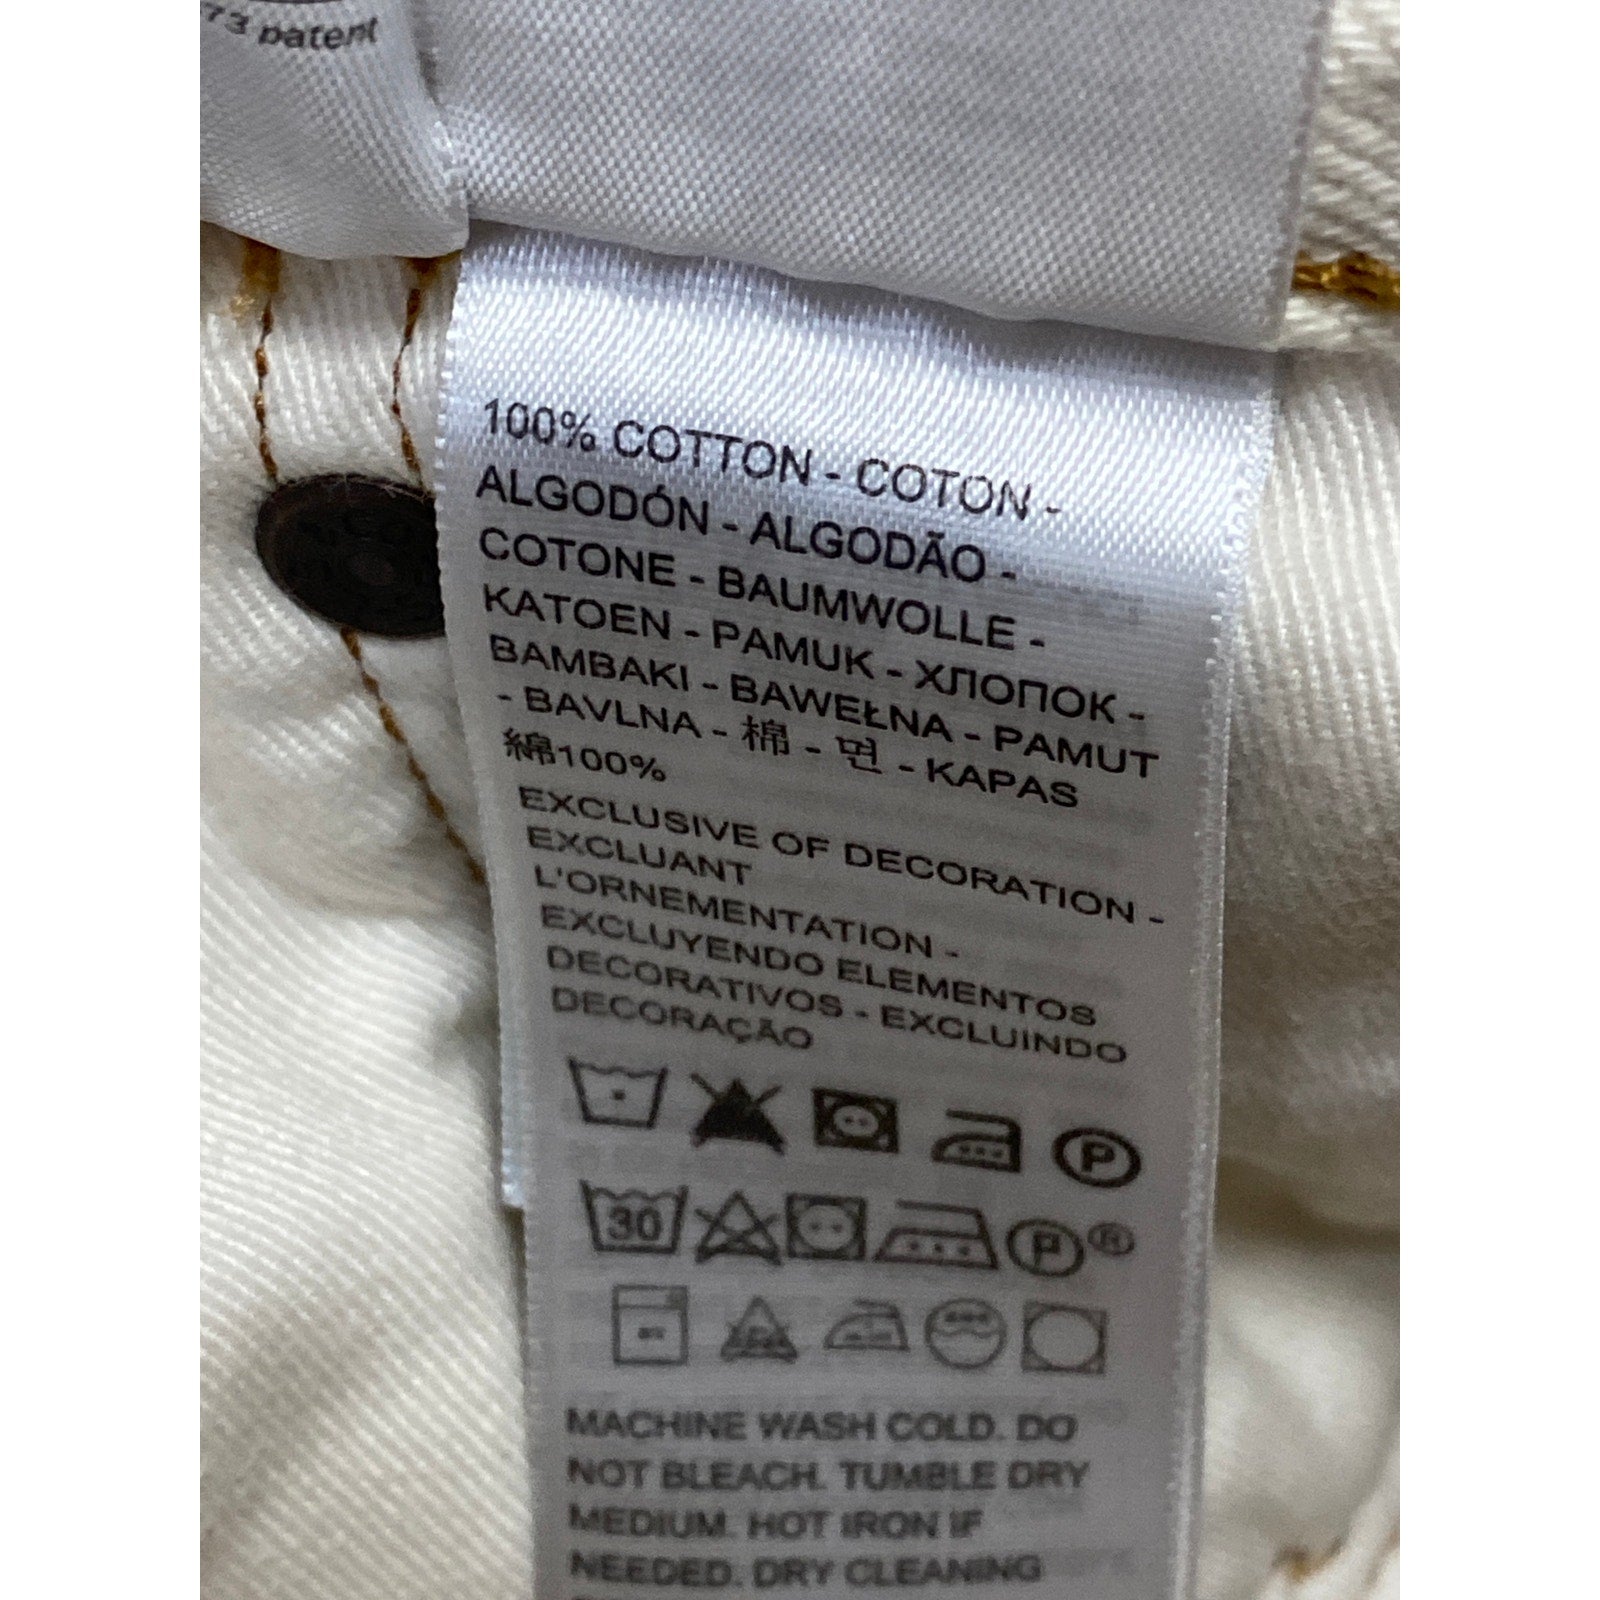 73 patent
100% COTTON - COTON -
ALGODÓN - ALGODÃO -
COTONE - BAUMWOLLE -
KATOEN - PAMUK - ХЛОПОК -
BAMBAKI - BAWEŁNA - PAMUT
- BAVLNA - 棉 - 면 - KAPAS
綿100%
EXCLUSIVE OF DECORATION -
EXCLUANT
L'ORNEMENTATION -
EXCLUYENDO ELEMENTOS
DECORATIVOS - EXCLUINDO
DECORAÇÃO
P
30 P ®
MACHINE WASH COLD. DO
NOT BLEACH. TUMBLE DRY
MEDIUM. HOT IRON IF
NEEDED. DRY CLEANING